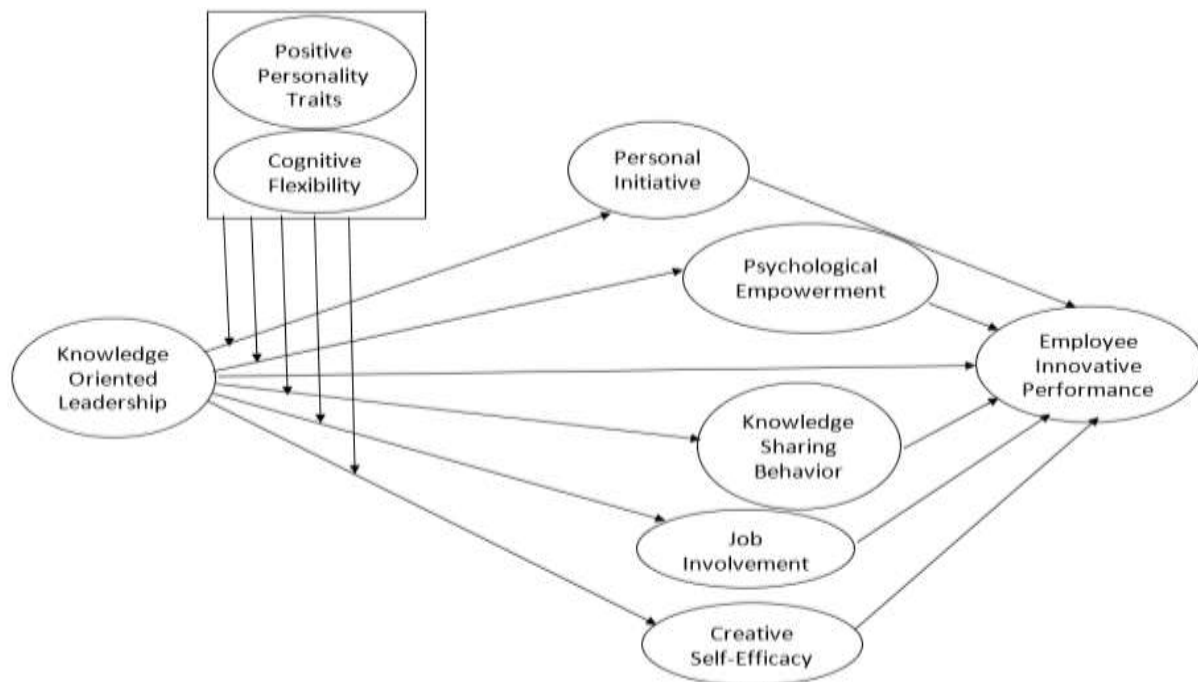 Positive
Personality
Traits
Cognitive
Flexibility
Personal
Initiative
Psychological
Empowerment
Knowledge
Oriented
Leadership
Employee
Innovative
Performance
Knowledge
Sharing
Behavior
Job
Involvement
Creative
Self-Efficacy